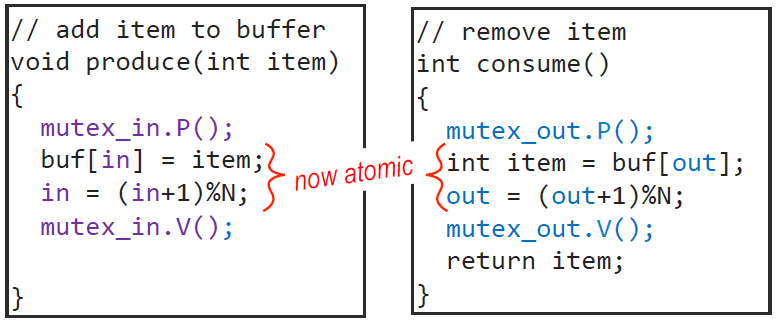 // add item to buffer
void produce(int item)
{
  mutex_in.P();
  buf[in] = item;
  in = (in+1)%N;
  mutex_in.V();
}
now atomic
// remove item
int consume()
{
  mutex_out.P();
  int item = buf[out];
  out = (out+1)%N;
  mutex_out.V();
  return item;
}